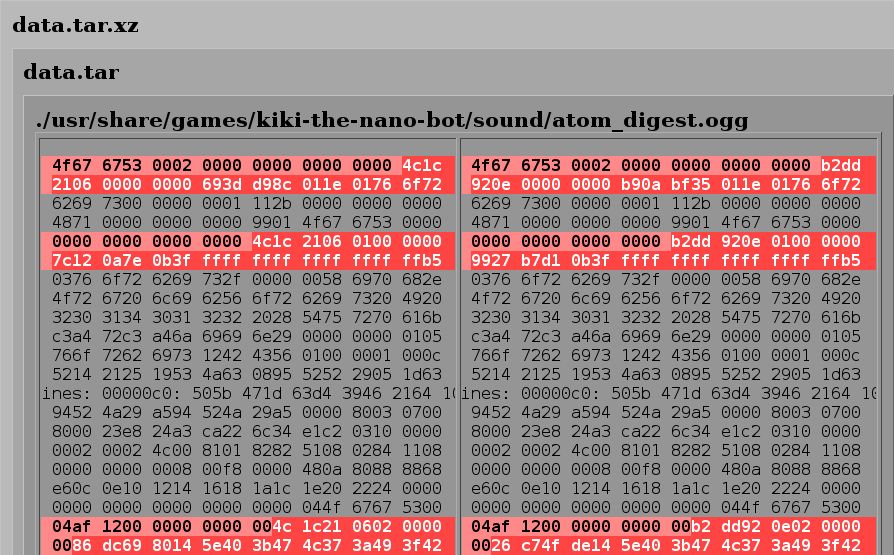 data.tar.xz
data.tar
./usr/share/games/kiki-the-nano-bot/sound/atom_digest.ogg
4f67 6753 0002 0000 0000 0000 0000 4c1c 4f67 6753 0002 0000 0000 0000 0000 b2dd
2106 0000 0000 693d d98c 011e 0176 6f72 920e 0000 0000 b90a bf35 011e 0176 6f72
6269 7300 0000 0001 112b 0000 0000 0000 6269 7300 0000 0001 112b 0000 0000 0000
4871 0000 0000 0000 9901 4f67 6753 0000 4871 0000 0000 0000 9901 4f67 6753 0000
0000 0000 0000 0000 4c1c 2106 0100 0000 0000 0000 0000 0000 b2dd 920e 0100 0000
7c12 0a7e 0b3f ffff ffff ffff ffff ffb5 9927 b7d1 0b3f ffff ffff ffff ffff ffb5
0376 6f72 6269 732f 0000 0058 6970 682e 0376 6f72 6269 732f 0000 0058 6970 682e
4f72 6720 6c69 6256 6f72 6269 7320 4920 4f72 6720 6c69 6256 6f72 6269 7320 4920
3230 3134 3031 3232 2028 5475 7270 616b 3230 3134 3031 3232 2028 5475 7270 616b
c3a4 72c3 a46a 6969 6e29 0000 0000 0105 c3a4 72c3 a46a 6969 6e29 0000 0000 0105
766f 7262 6973 1242 4356 0100 0001 000c 766f 7262 6973 1242 4356 0100 0001 000c
5214 2125 1953 4a63 0895 5252 2905 1d63 5214 2125 1953 4a63 0895 5252 2905 1d63
ines: 00000c0: 505b 471d 63d4 3946 2164 10 ines: 00000c0: 505b 471d 63d4 3946 2164 10
9452 4a29 a594 524a 29a5 0000 8003 0700 9452 4a29 a594 524a 29a5 0000 8003 0700
8000 23e8 24a3 ca22 6c34 e1c2 0310 0000 8000 23e8 24a3 ca22 6c34 e1c2 0310 0000
0002 0002 4c00 8101 8282 5108 0284 1108 0002 0002 4c00 8101 8282 5108 0284 1108
0000 0000 0008 00f8 0000 480a 8088 8868 0000 0000 0008 00f8 0000 480a 8088 8868
e60c 0e10 1214 1618 1a1c 1e20 2224 0000 e60c 0e10 1214 1618 1a1c 1e20 2224 0000
0000 0000 0000 0000 0000 044f 6767 5300 0000 0000 0000 0000 0000 044f 6767 5300
04af 1200 0000 0000 004c 1c21 0602 0000 04af 1200 0000 0000 00b2 dd92 0e02 0000
0086 dc69 8014 5e40 3b47 4c37 3a49 3f42 0026 c74f de14 5e40 3b47 4c37 3a49 3f42